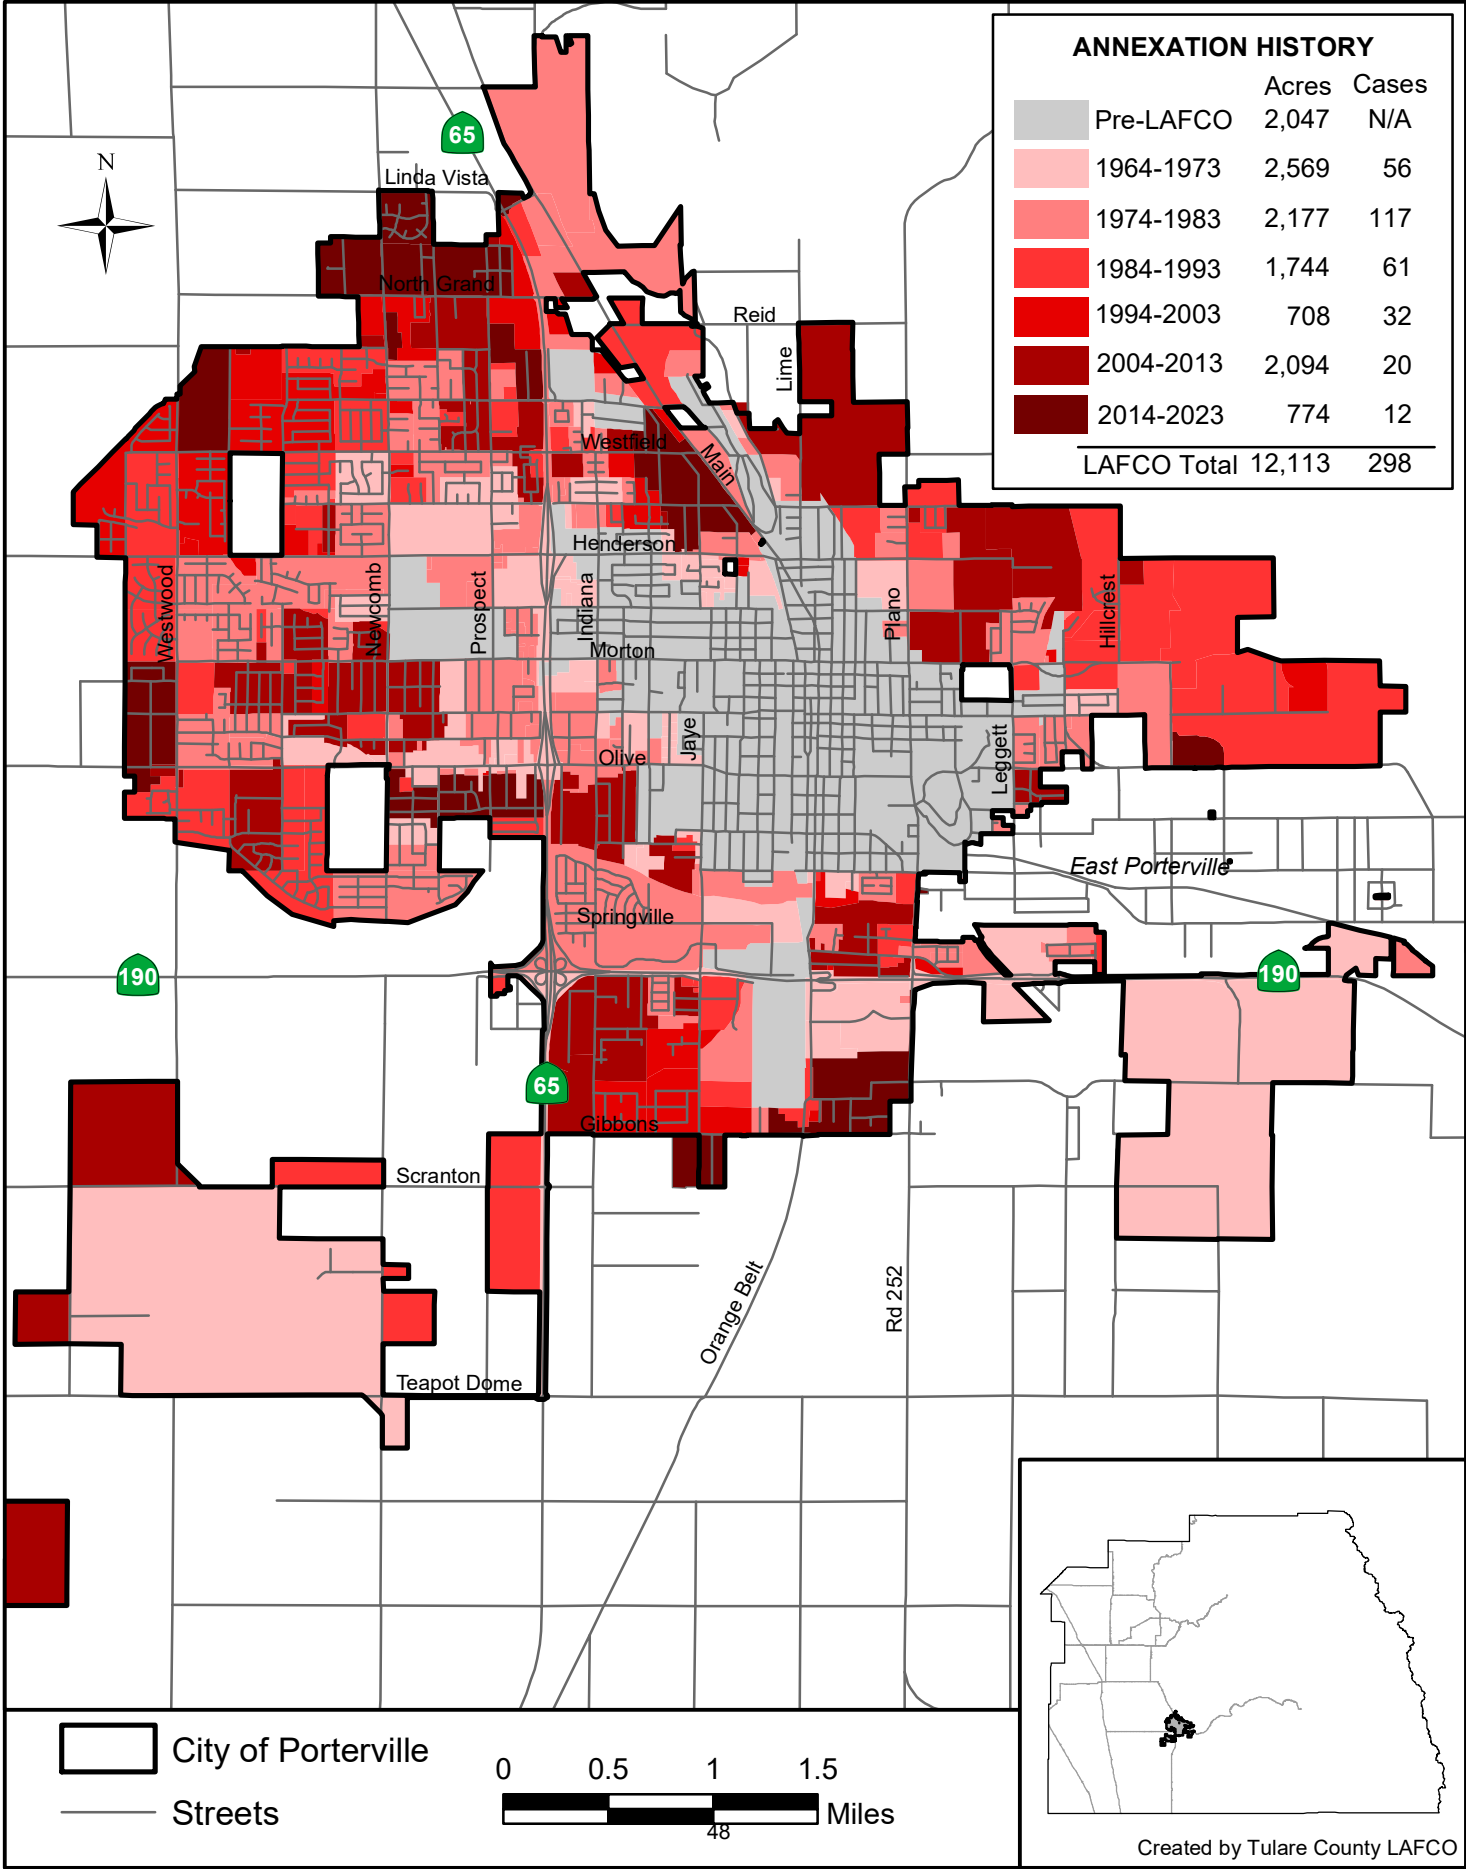 ANNEXATION HISTORY
Acres Cases
Pre-LAFCO 2,047 N/A
1964-1973 2,569 56
1974-1983 2,177 117
1984-1993 1,744 61
1994-2003 708 32
2004-2013 2,094 20
2014-2023 774 12
LAFCO Total 12,113 298
65
N
Linda Vista
North Grand
Reid
Lime
Westfield
Main
Henderson
Westwood
Newcomb
Prospect
Indiana
Plano
Hillcrest
Morton
Jaye
Olive
Leggett
East Porterville
Springville
190
190
65
Gibbons
Scranton
Orange Belt
Rd 252
Teapot Dome
City of Porterville
Streets
0 0.5 1 1.5
Miles
48
Created by Tulare County LAFCO